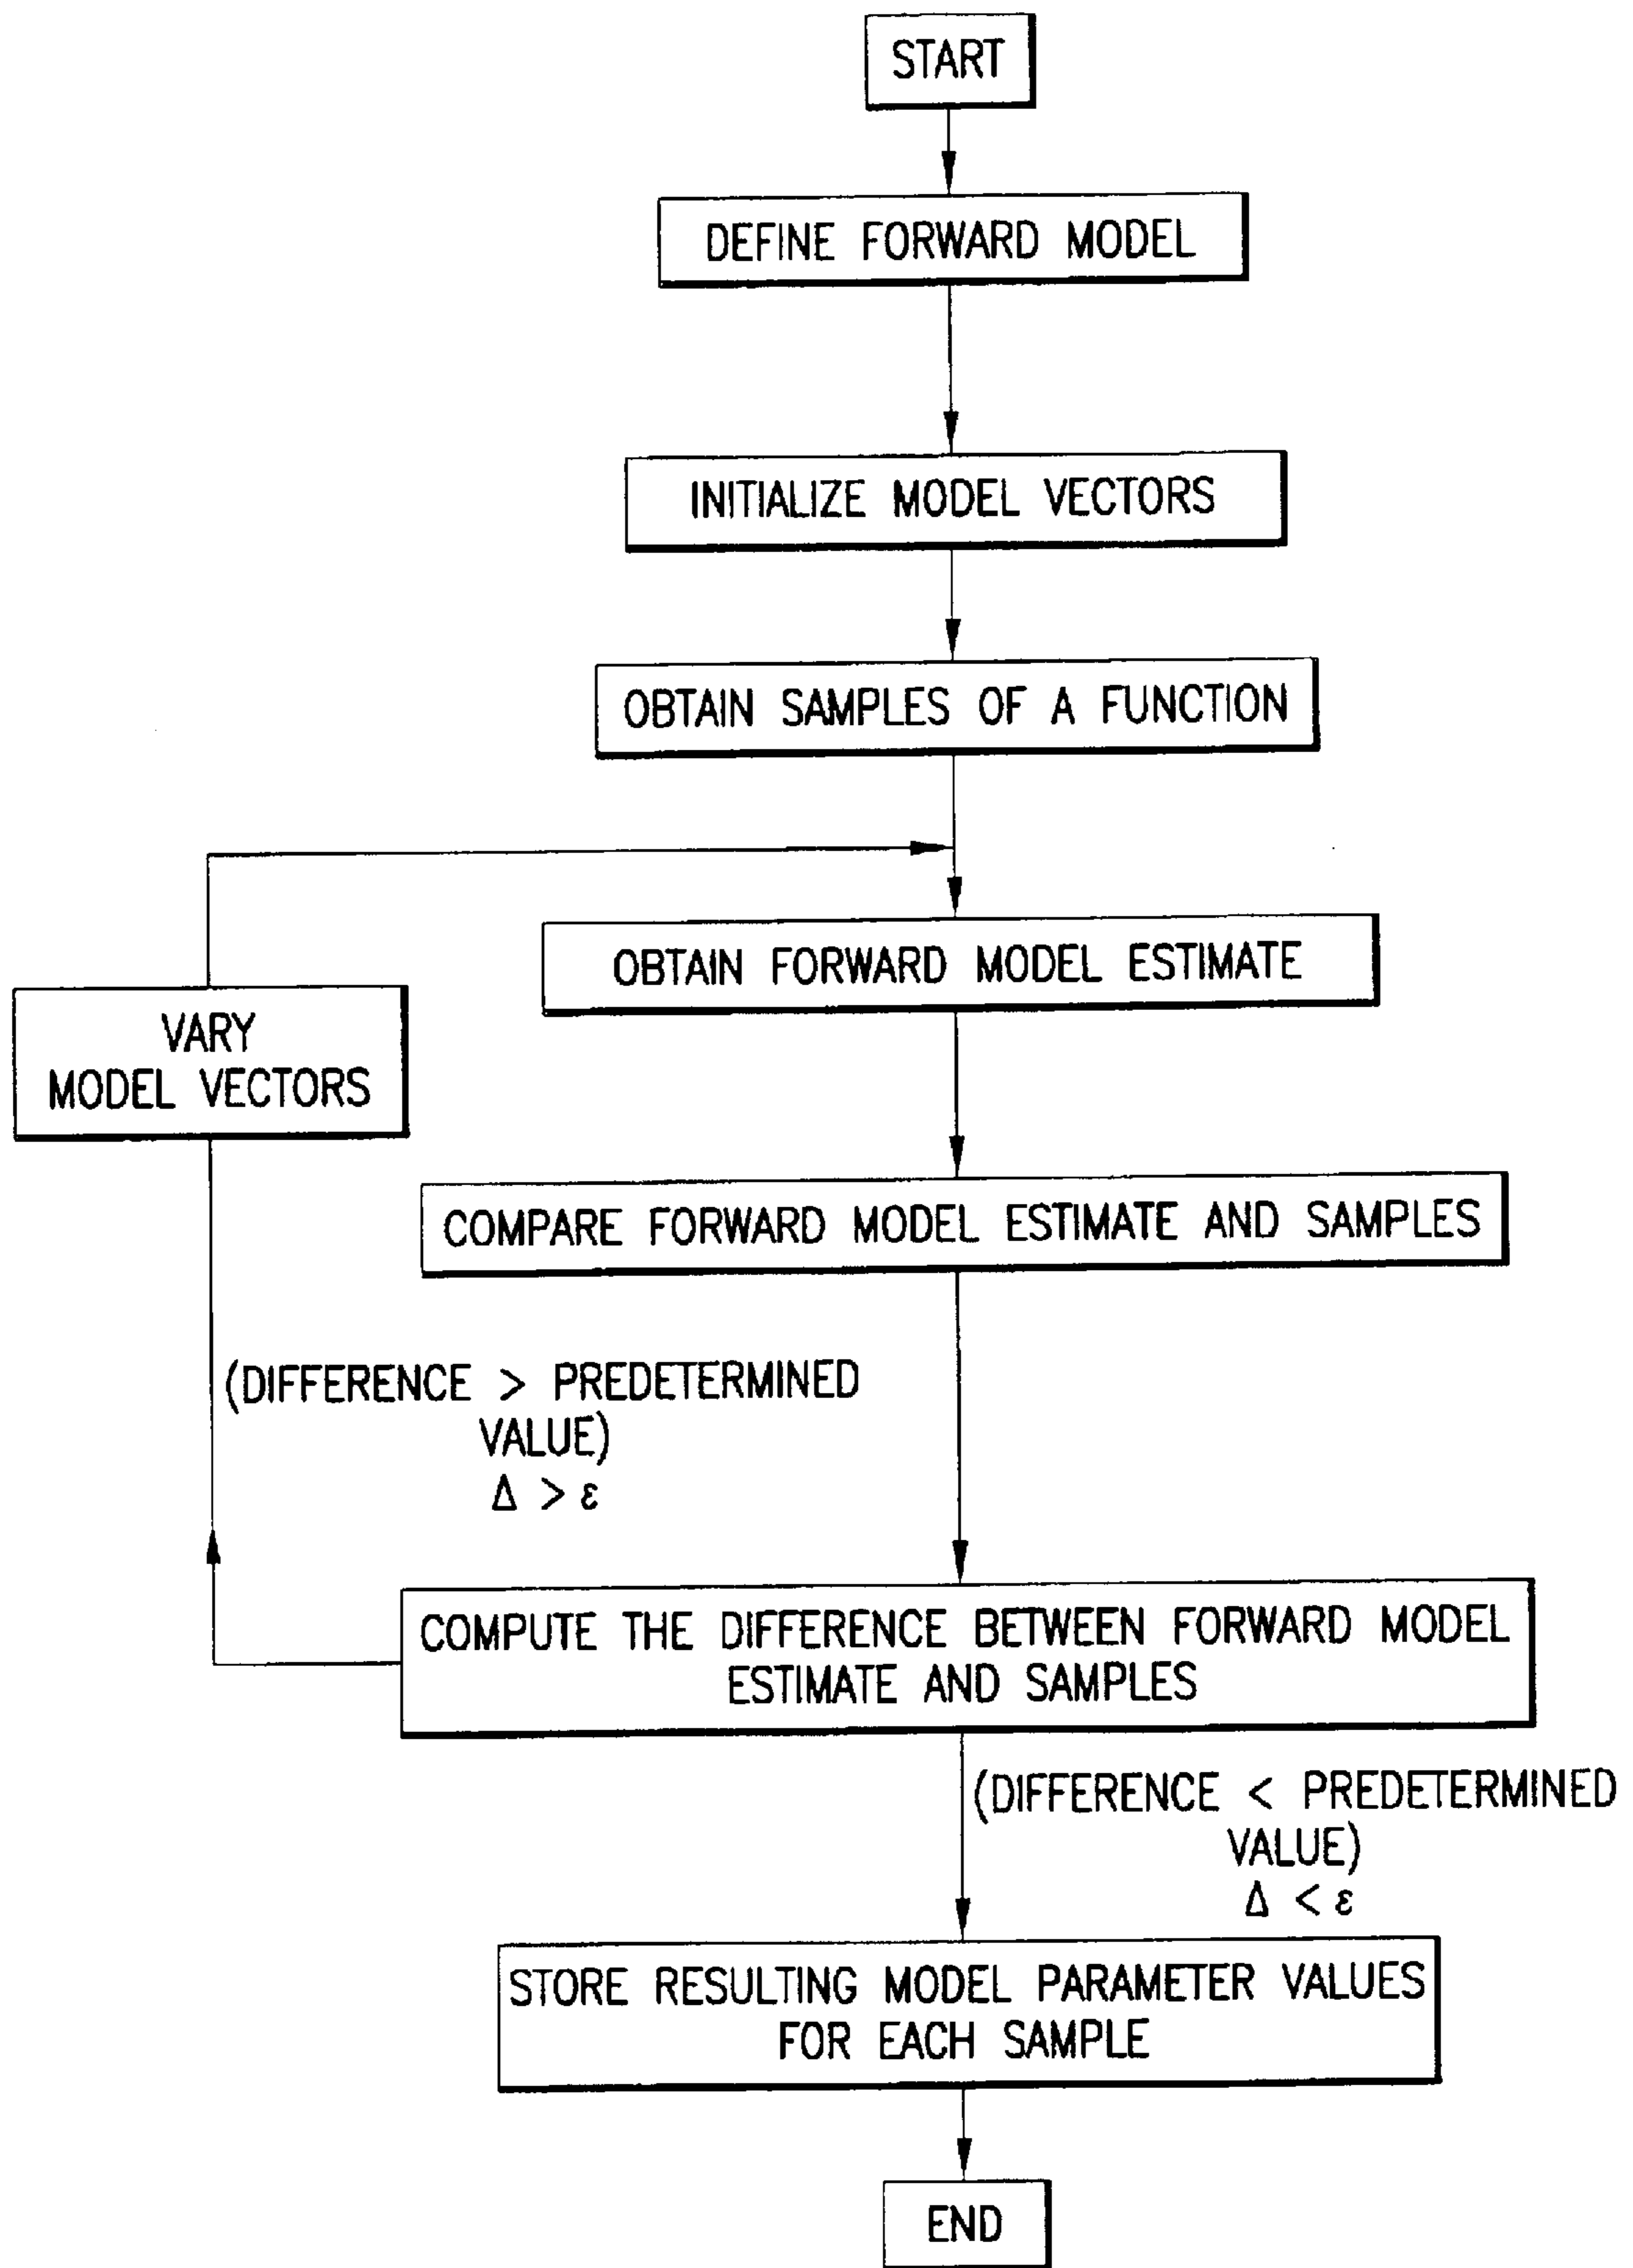 START
DEFINE FORWARD MODEL
INITIALIZE MODEL VECTORS
OBTAIN SAMPLES OF A FUNCTION
OBTAIN FORWARD MODEL ESTIMATE
VARY
MODEL VECTORS
COMPARE FORWARD MODEL ESTIMATE AND SAMPLES
(DIFFERENCE > PREDETERMINED
VALUE)
Δ > ε
COMPUTE THE DIFFERENCE BETWEEN FORWARD MODEL
ESTIMATE AND SAMPLES
(DIFFERENCE < PREDETERMINED
VALUE)
Δ < ε
STORE RESULTING MODEL PARAMETER VALUES
FOR EACH SAMPLE
END